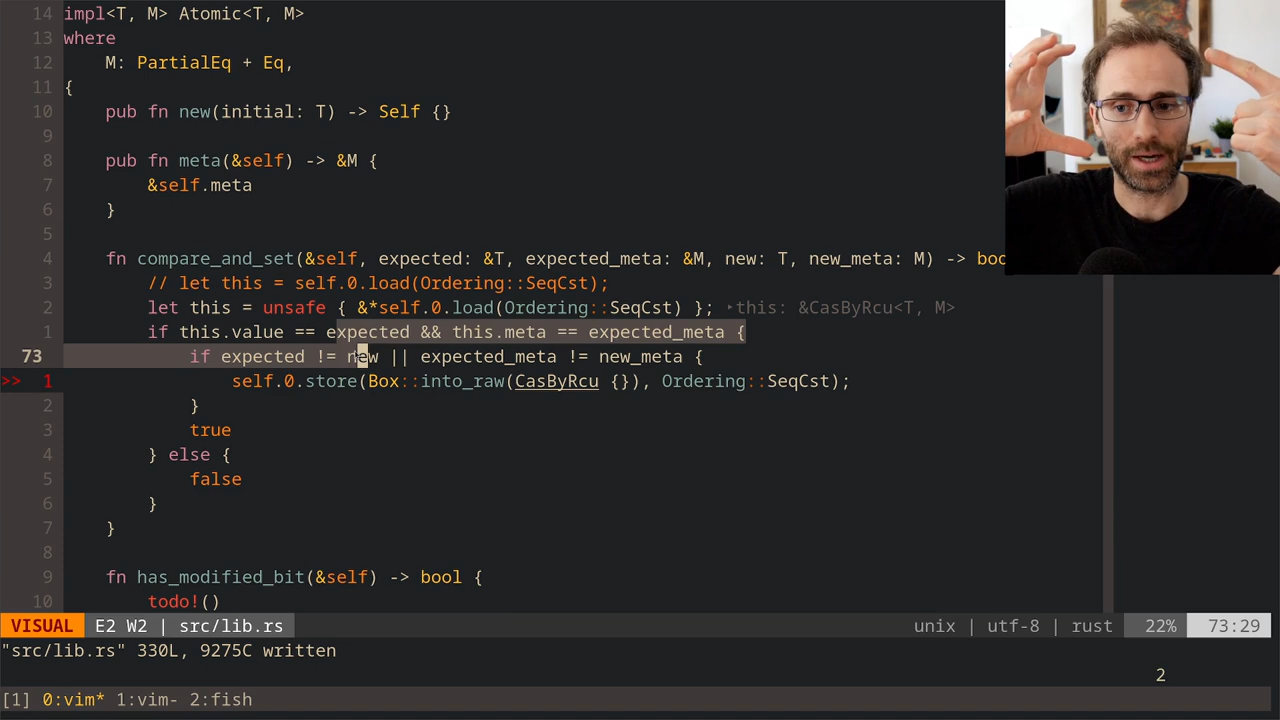 14 impl<T, M> Atomic<T, M>
13 where
12     M: PartialEq + Eq,
11 {
10     pub fn new(initial: T) -> Self {}
9
8     pub fn meta(&self) -> &M {
7         &self.meta
6     }
5
4     fn compare_and_set(&self, expected: &T, expected_meta: &M, new: T, new_meta: M) -> boo
3         // let this = self.0.load(Ordering::SeqCst);
2         let this = unsafe { &*self.0.load(Ordering::SeqCst) }; ‣this: &CasByRcu<T, M>
1         if this.value == expected && this.meta == expected_meta {
73             if expected != new || expected_meta != new_meta {
>> 1                 self.0.store(Box::into_raw(CasByRcu {}), Ordering::SeqCst);
2             }
3             true
4         } else {
5             false
6         }
7     }
8
9     fn has_modified_bit(&self) -> bool {
10         todo!()
VISUAL E2 W2 | src/lib.rs unix | utf-8 | rust 22% 73:29
"src/lib.rs" 330L, 9275C written
2
[1] 0:vim* 1:vim- 2:fish